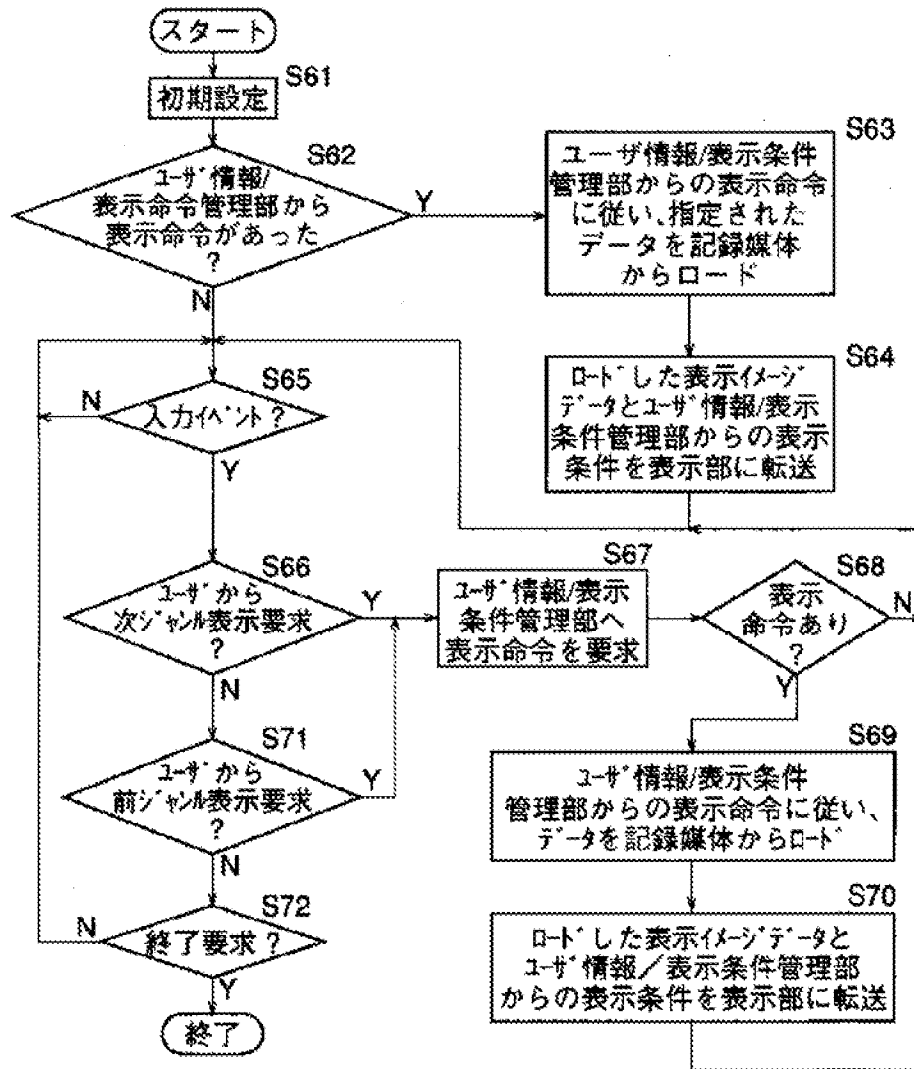 スタート
S61
初期設定
S62
ユーザ情報/
表示命令管理部から
表示命令があった
?
Y
N
S63
ユーザ情報/表示条件
管理部からの表示命令
に従い、指定された
データを記録媒体
からロード
S64
ロードした表示イメージ
データとユーザ情報/表示
条件管理部からの表示
条件を表示部に転送
S65
入力イベント?
N
Y
S66
ユーザから
次ジャンル表示要求
?
Y
N
S67
ユーザ情報/表示
条件管理部へ
表示命令を要求
S68
表示
命令あり
?
N
Y
S69
ユーザ情報/表示条件
管理部からの表示命令に従い、
データを記録媒体からロード
S70
ロードした表示イメージデータと
ユーザ情報/表示条件管理部
からの表示条件を表示部に転送
S71
ユーザから
前ジャンル表示要求
?
Y
N
S72
終了要求?
N
Y
終了